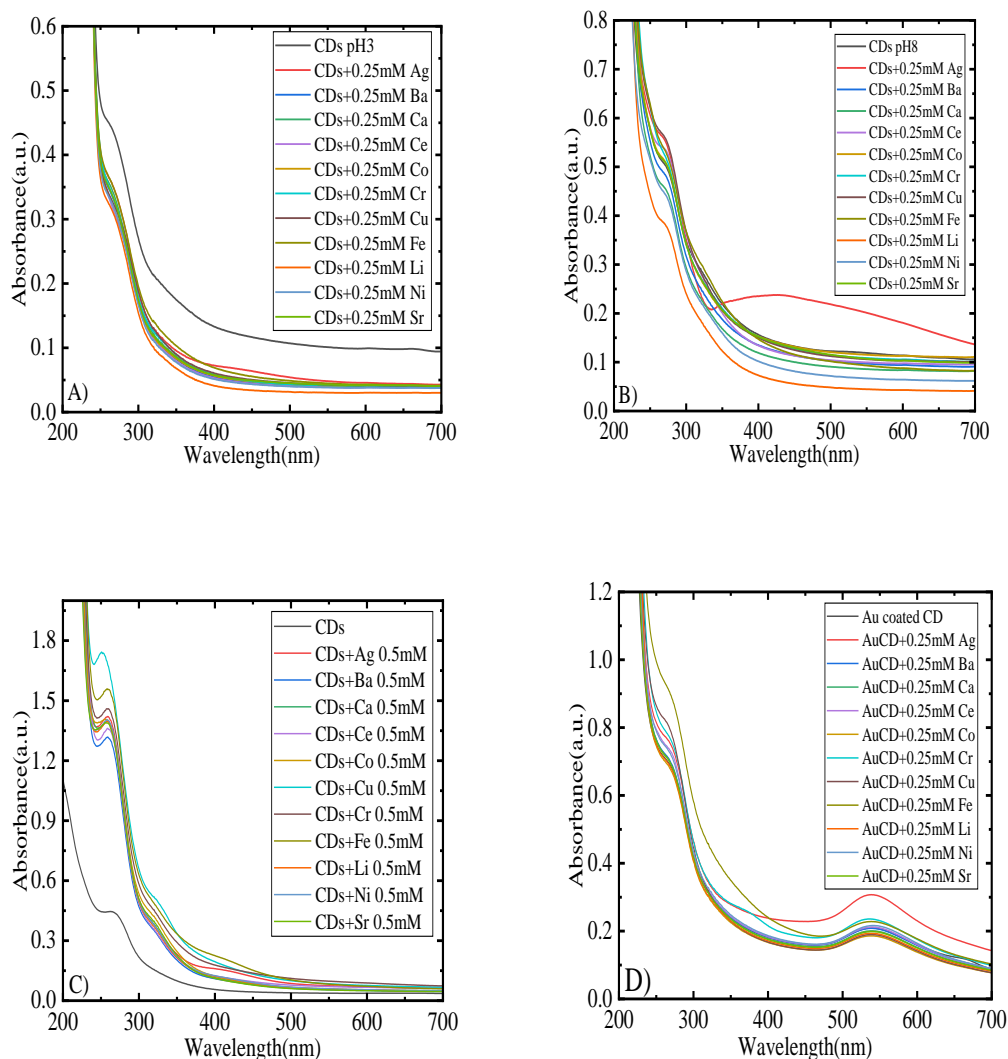 0.6
0.5
0.4
0.3
0.2
0.1
0.0
Absorbance(a.u.)
CDs pH3
CDs+0.25mM Ag
CDs+0.25mM Ba
CDs+0.25mM Ca
CDs+0.25mM Ce
CDs+0.25mM Co
CDs+0.25mM Cr
CDs+0.25mM Cu
CDs+0.25mM Fe
CDs+0.25mM Li
CDs+0.25mM Ni
CDs+0.25mM Sr
A)
200 300 400 500 600 700
Wavelength(nm)
0.8
0.7
0.6
0.5
0.4
0.3
0.2
0.1
0.0
Absorbance(a.u.)
CDs pH8
CDs+0.25mM Ag
CDs+0.25mM Ba
CDs+0.25mM Ca
CDs+0.25mM Ce
CDs+0.25mM Co
CDs+0.25mM Cr
CDs+0.25mM Cu
CDs+0.25mM Fe
CDs+0.25mM Li
CDs+0.25mM Ni
CDs+0.25mM Sr
B)
200 300 400 500 600 700
Wavelength(nm)
1.8
1.5
1.2
0.9
0.6
0.3
0.0
Absorbance(a.u.)
CDs
CDs+Ag 0.5mM
CDs+Ba 0.5mM
CDs+Ca 0.5mM
CDs+Ce 0.5mM
CDs+Co 0.5mM
CDs+Cu 0.5mM
CDs+Cr 0.5mM
CDs+Fe 0.5mM
CDs+Li 0.5mM
CDs+Ni 0.5mM
CDs+Sr 0.5mM
C)
200 300 400 500 600 700
Wavelength(nm)
1.2
1.0
0.8
0.6
0.4
0.2
0.0
Absorbance(a.u.)
Au coated CD
AuCD+0.25mM Ag
AuCD+0.25mM Ba
AuCD+0.25mM Ca
AuCD+0.25mM Ce
AuCD+0.25mM Co
AuCD+0.25mM Cr
AuCD+0.25mM Cu
AuCD+0.25mM Fe
AuCD+0.25mM Li
AuCD+0.25mM Ni
AuCD+0.25mM Sr
D)
200 300 400 500 600 700
Wavelength(nm)